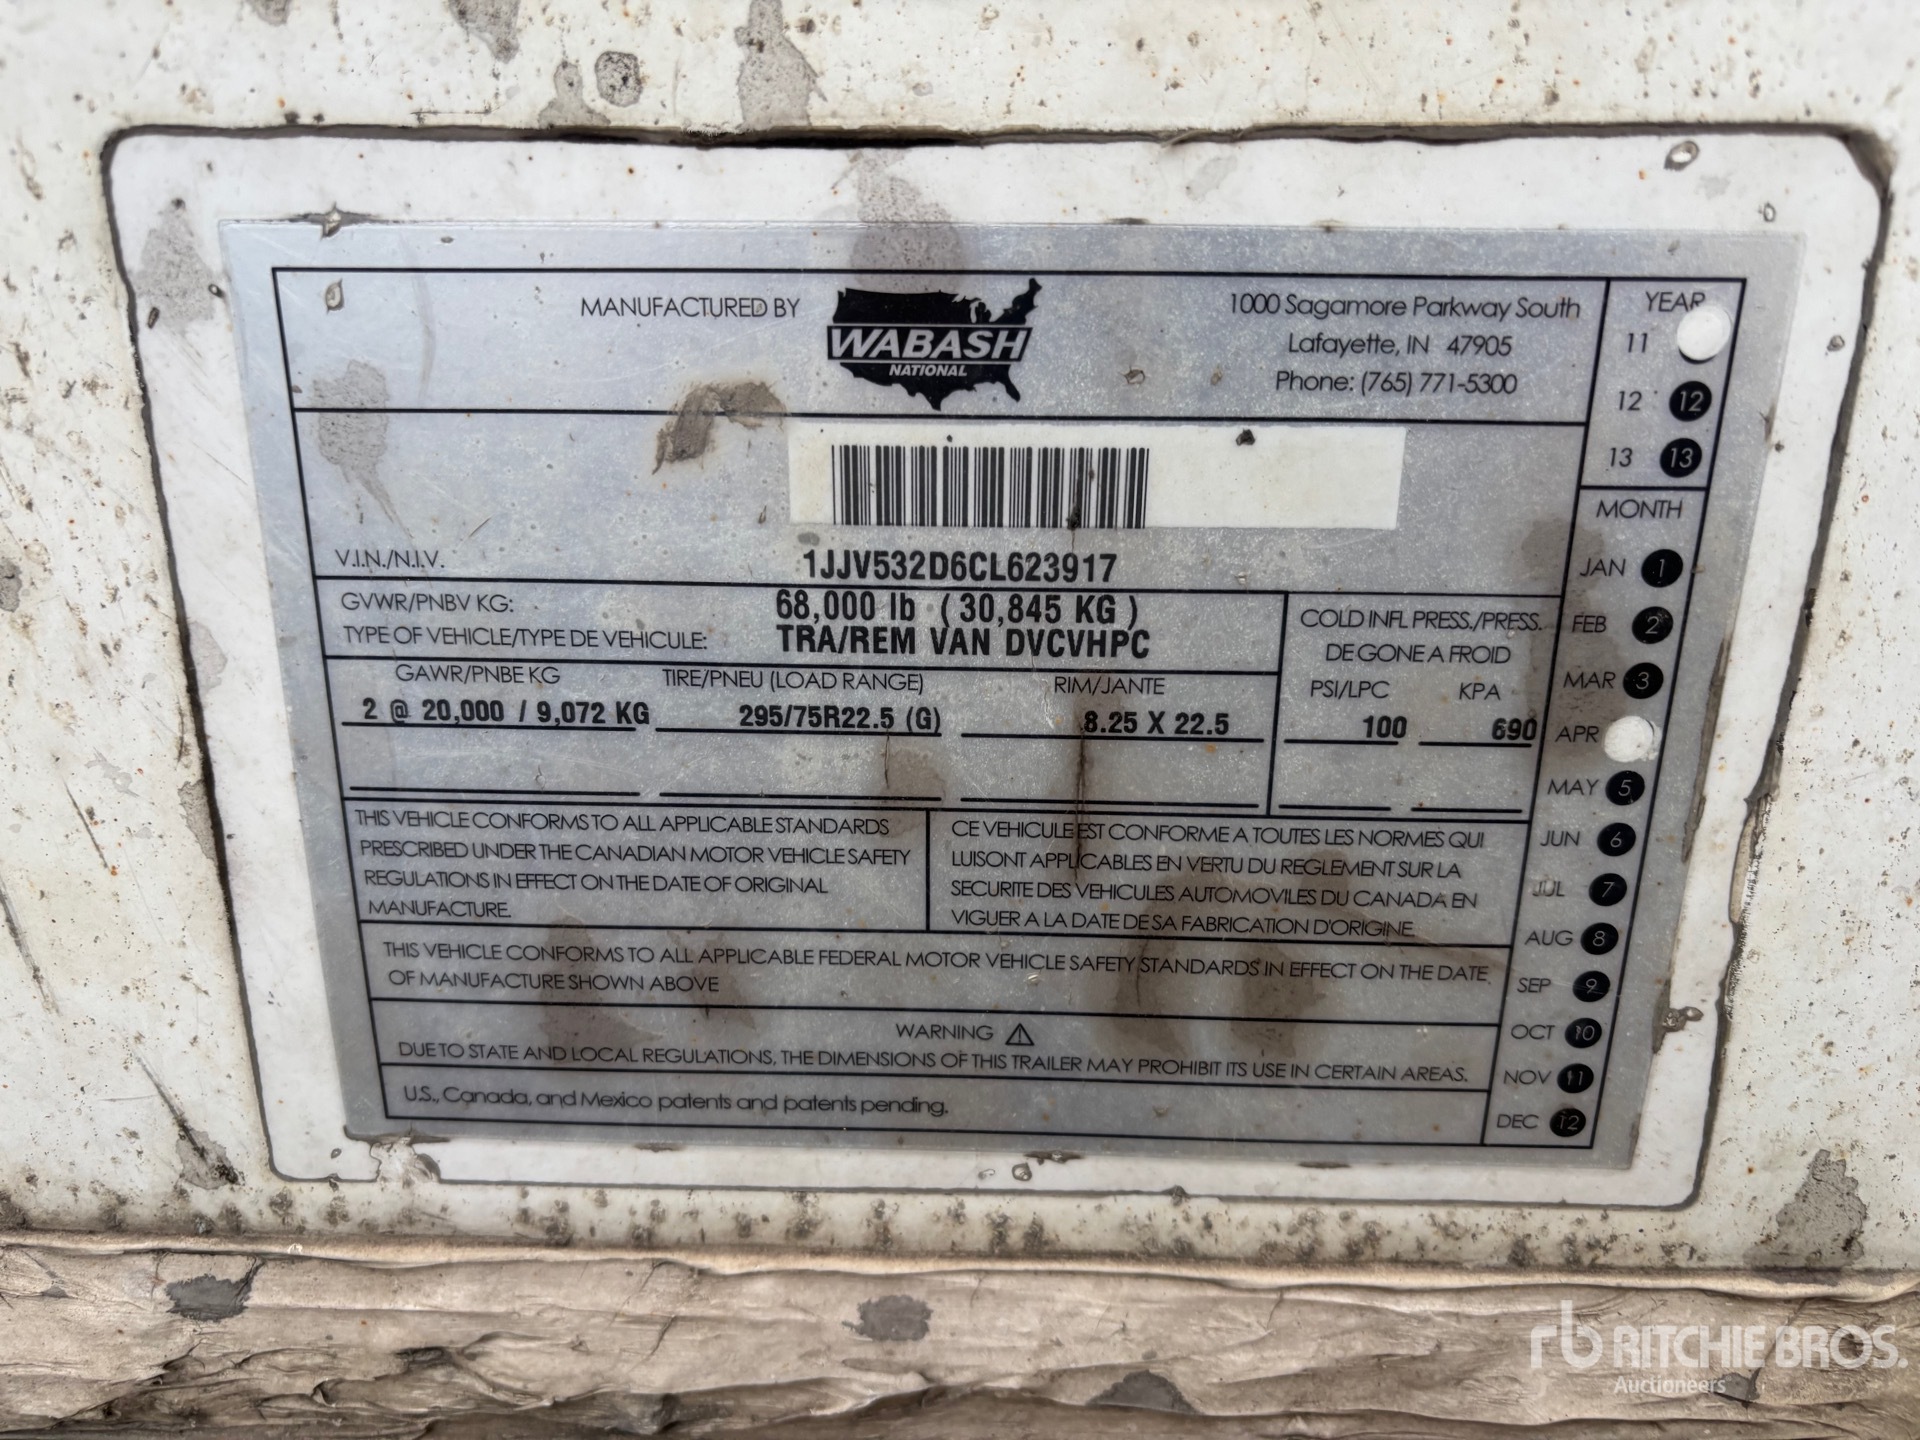 MANUFACTURED BY
WABASH
NATIONAL
1000 Sagamore Parkway South
Lafayette, IN 47905
Phone: (765) 771-5300
YEAR
11
12 12
13 13
V.I.N./N.I.V. 1JJV532D6CL623917
GVWR/PNBV KG: 68,000 lb ( 30,845 KG )
TYPE OF VEHICLE/TYPE DE VEHICULE: TRA/REM VAN DVCVHPC
GAWR/PNBE KG TIRE/PNEU (LOAD RANGE) RIM/JANTE
2 @ 20,000 / 9,072 KG 295/75R22.5 (G) 8.25 X 22.5
COLD INFL PRESS./PRESS.
DE GONE A FROID
PSI/LPC KPA
100 690
MONTH
JAN 1
FEB 2
MAR 3
APR
MAY 5
JUN 6
JUL 7
AUG 8
SEP 9
OCT 10
NOV 11
DEC 12
THIS VEHICLE CONFORMS TO ALL APPLICABLE STANDARDS
PRESCRIBED UNDER THE CANADIAN MOTOR VEHICLE SAFETY
REGULATIONS IN EFFECT ON THE DATE OF ORIGINAL
MANUFACTURE.
CE VEHICULE EST CONFORME A TOUTES LES NORMES QUI
LUISONT APPLICABLES EN VERTU DU REGLEMENT SUR LA
SECURITE DES VEHICULES AUTOMOVILES DU CANADA EN
VIGUER A LA DATE DE SA FABRICATION D'ORIGINE.
THIS VEHICLE CONFORMS TO ALL APPLICABLE FEDERAL MOTOR VEHICLE SAFETY STANDARDS IN EFFECT ON THE DATE
OF MANUFACTURE SHOWN ABOVE
WARNING
DUE TO STATE AND LOCAL REGULATIONS, THE DIMENSIONS OF THIS TRAILER MAY PROHIBIT ITS USE IN CERTAIN AREAS.
U.S., Canada, and Mexico patents and patents pending.
rb RITCHIE BROS.
Auctioneers